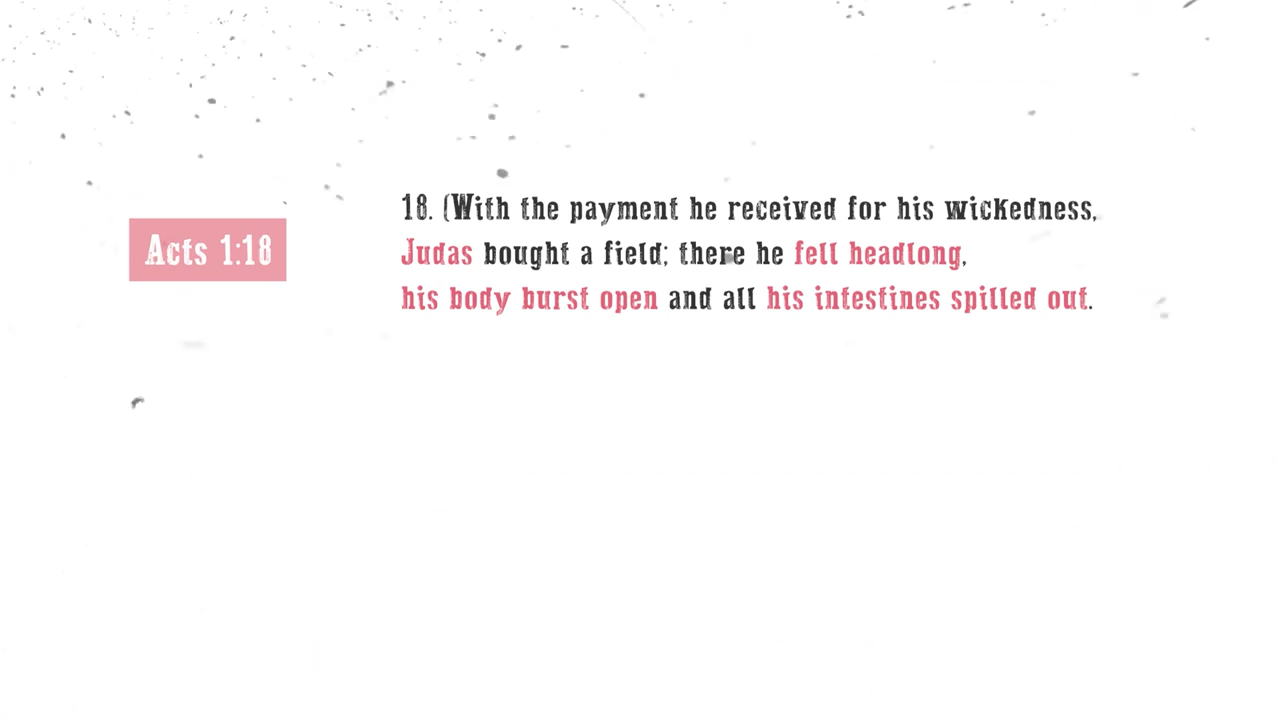 Acts 1:18
18. (With the payment he received for his wickedness,
Judas bought a field; there he fell headlong,
his body burst open and all his intestines spilled out.